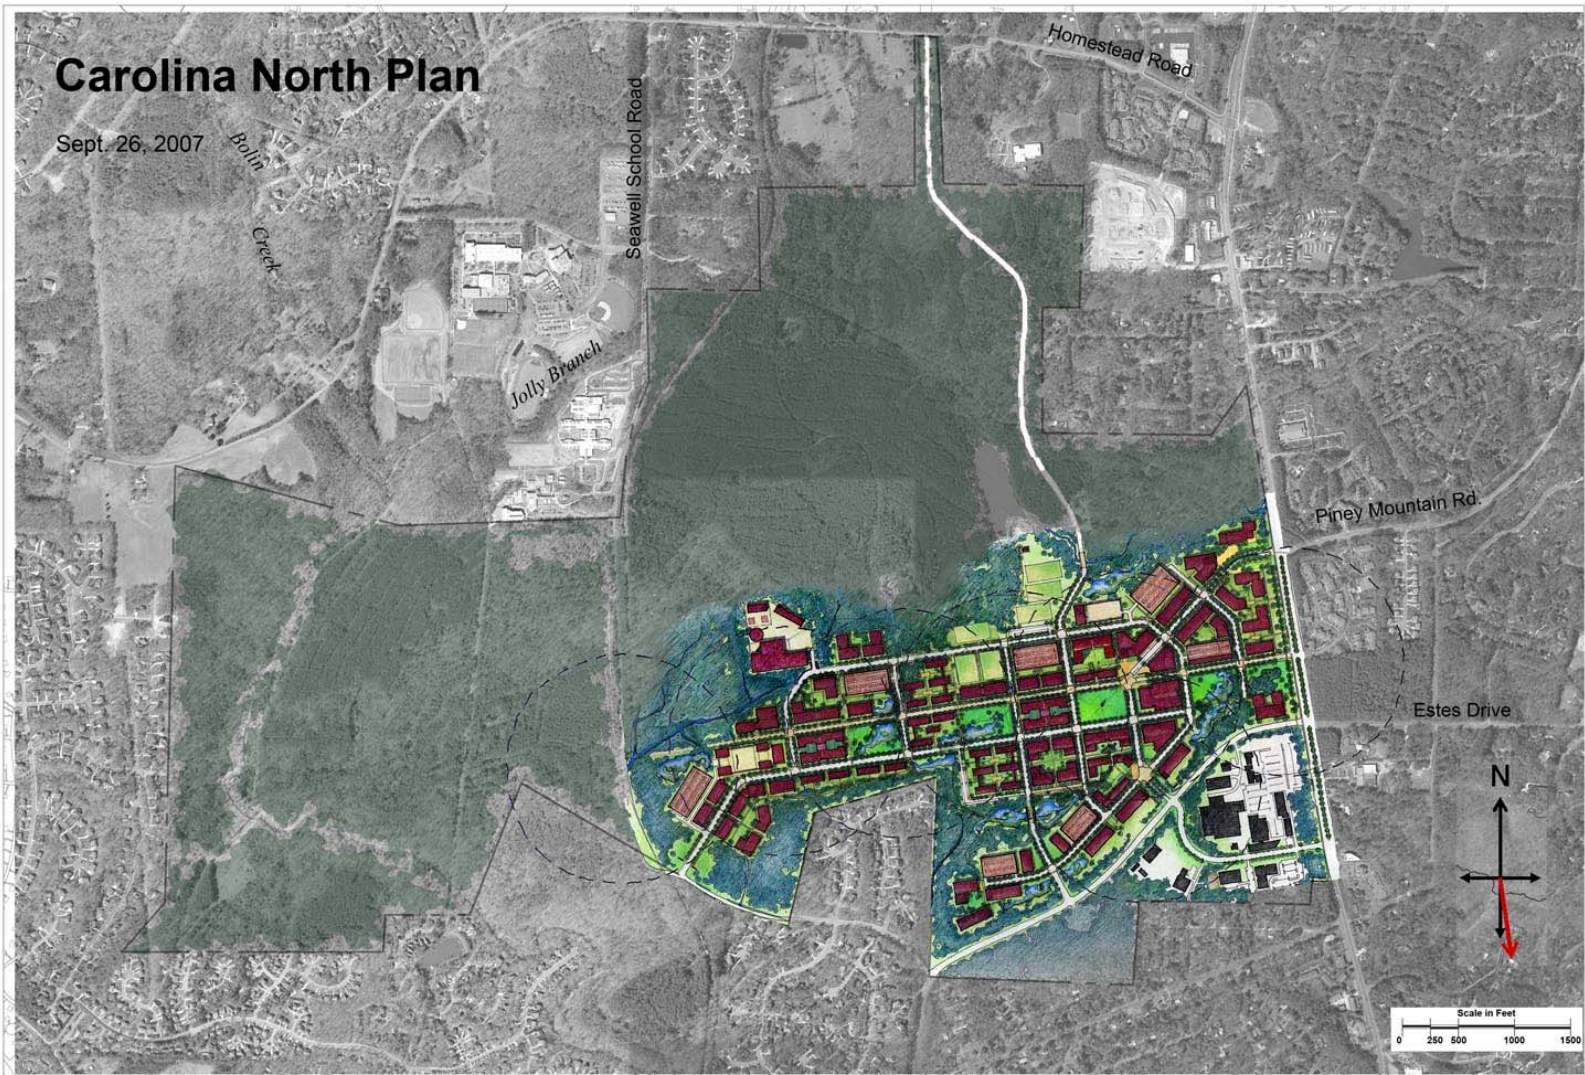 Carolina North Plan
Sept. 26, 2007
Homestead Road
Seawell School Road
Bolin
Creek
Jolly Branch
Piney Mountain Rd.
Estes Drive
N
Scale in Feet
0 250 500 1000 1500